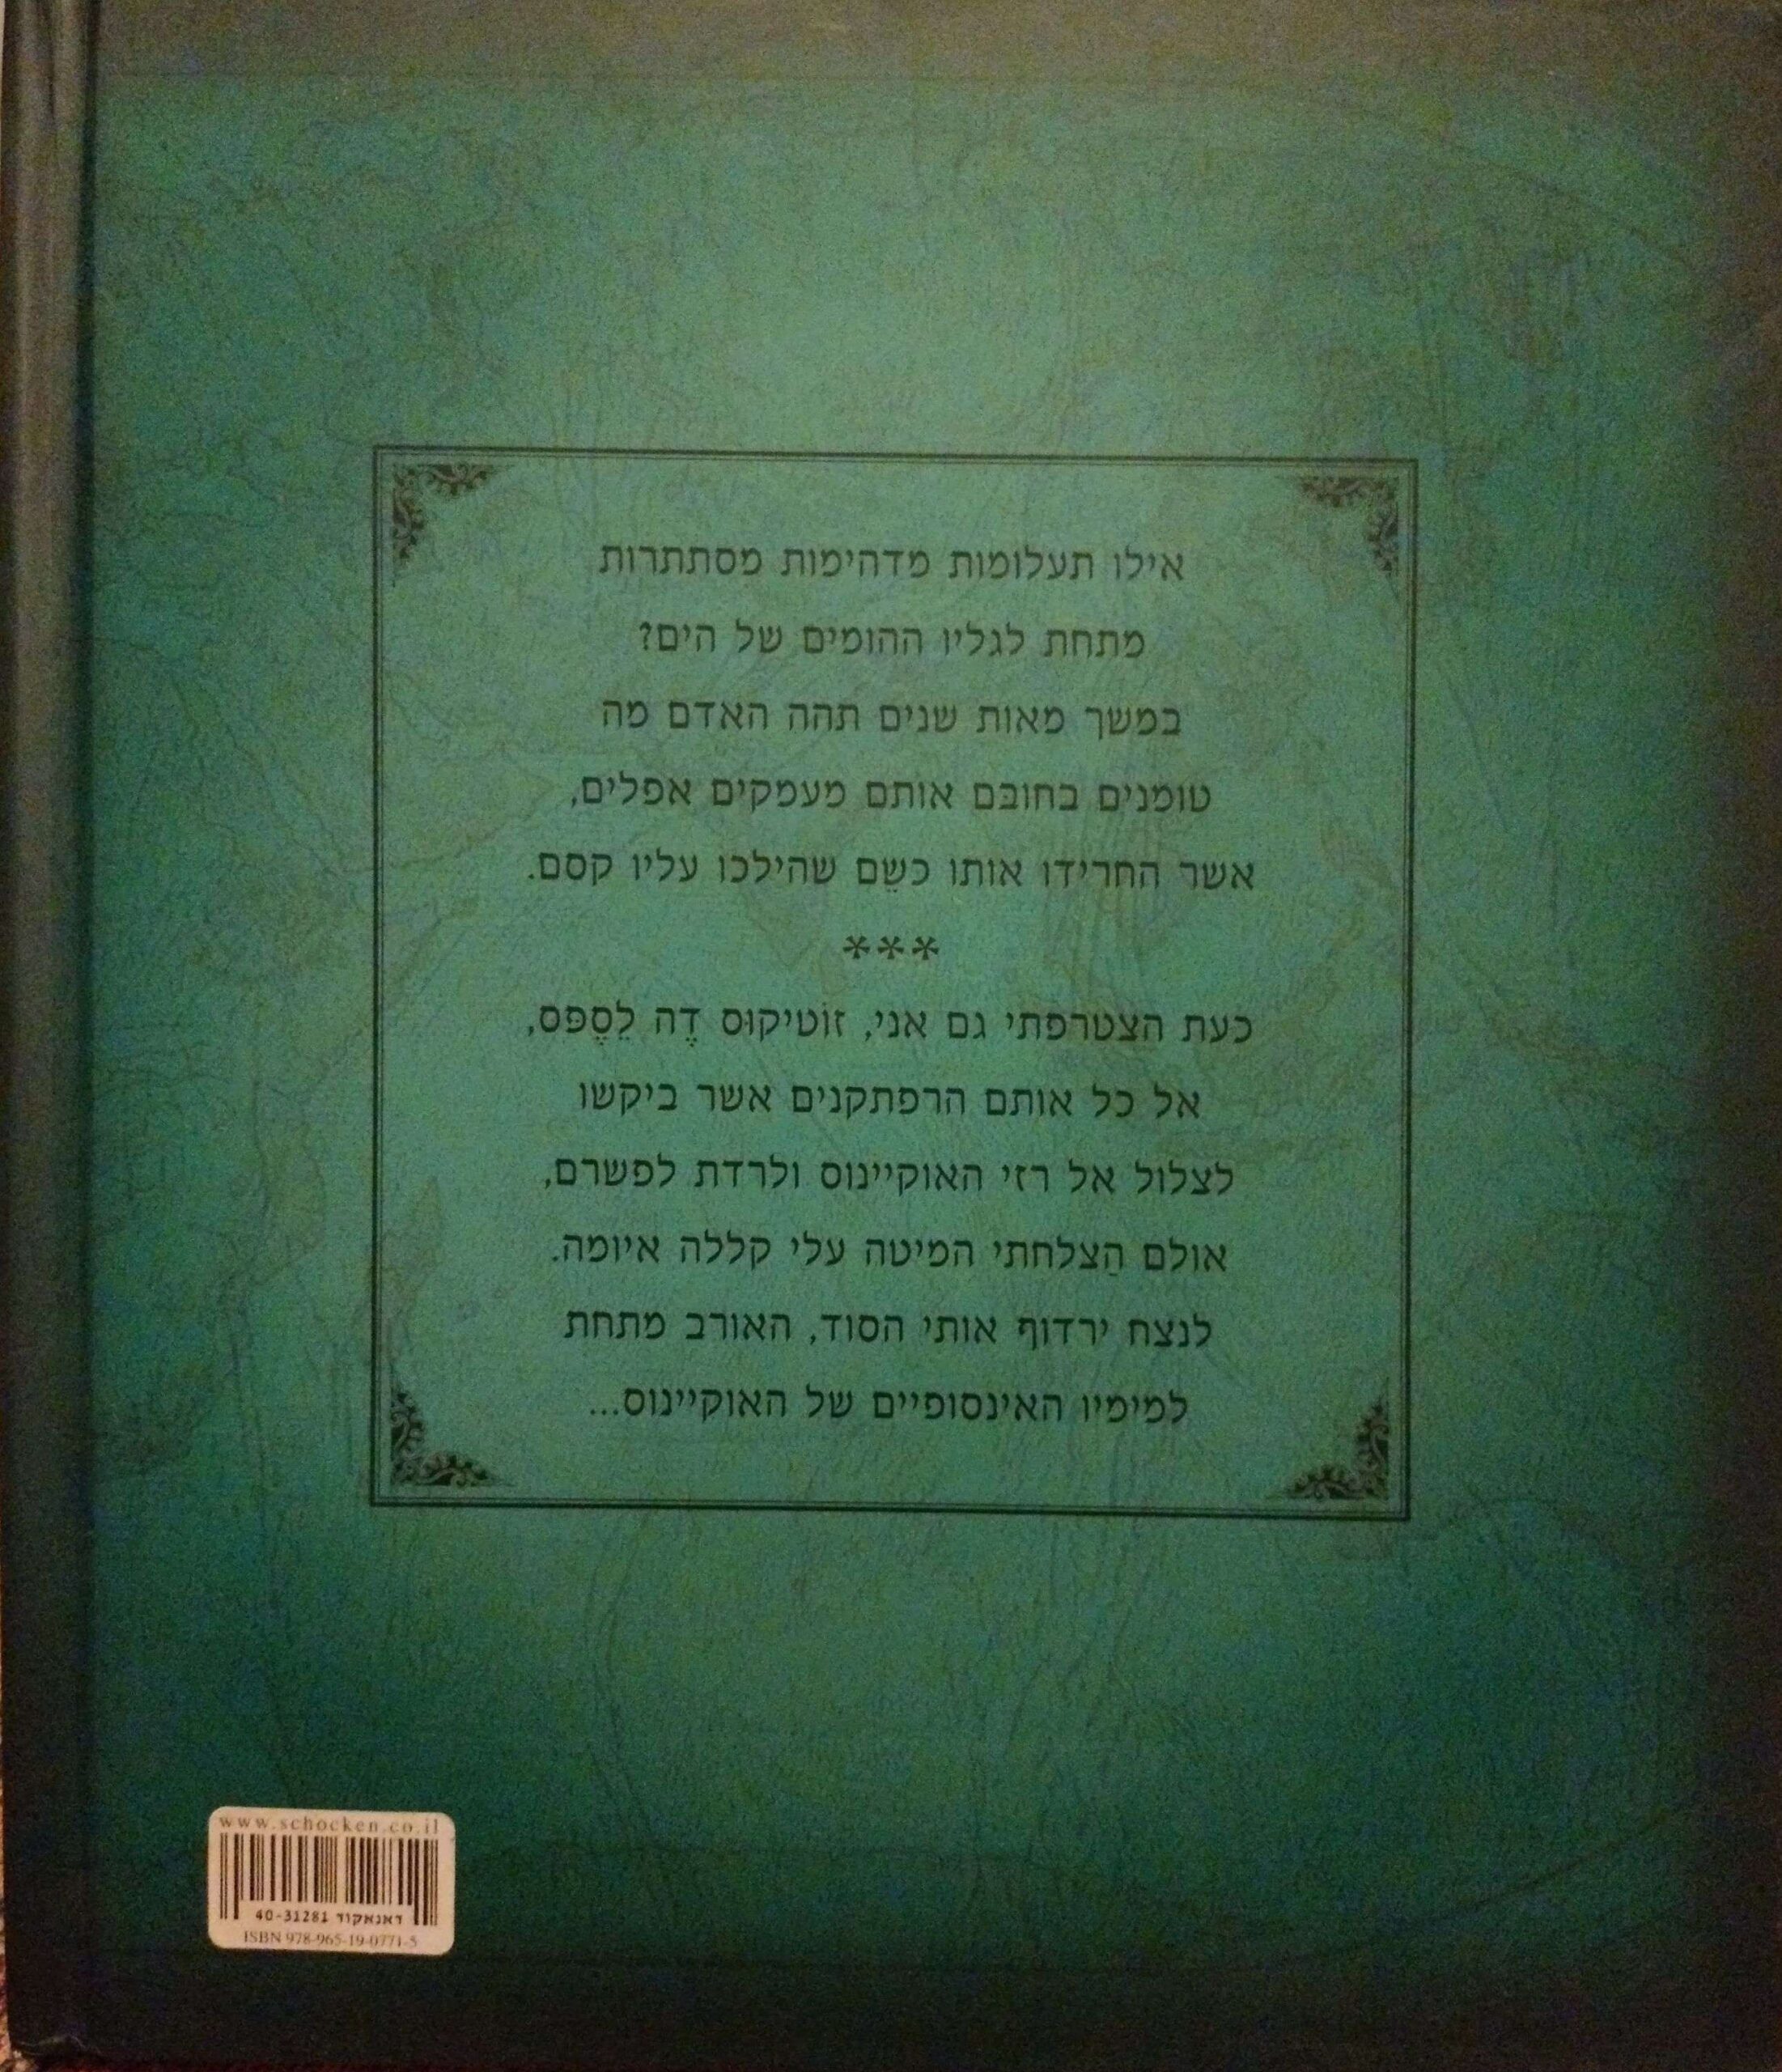 אילו תעלומות מדהימות מסתתרות
מתחת לגליו ההומים של הים?
במשך מאות שנים תהה האדם מה
טומנים בחובם אותם מעמקים אפלים,
אשר החרידו אותו כשֵם שהילכו עליו קסם.
***
כעת הצטרפתי גם אני, זוֹטיקוּס דֶה לֵסֶפּס,
אל כל אותם הרפתקנים אשר ביקשו
לצלול אל רזי האוקיינוס ולרדת לפשרם,
אולם הַצלחתי המיטה עלי קללה איומה.
לנצח ירדוף אותי הסוד, האורב מתחת
למימיו האינסופיים של האוקיינוס...
www.schocken.co.il
דאנאקוד 40-31281
ISBN 978-965-19-0771-5